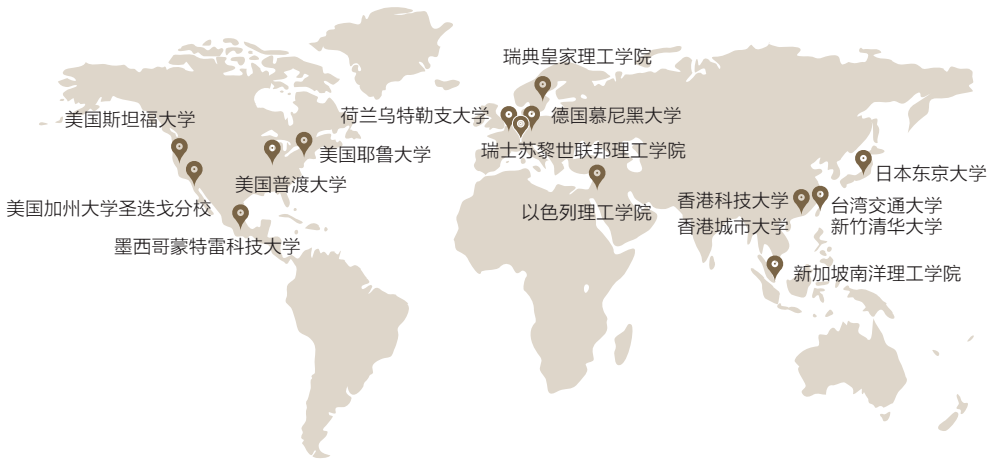 瑞典皇家理工学院
荷兰乌特勒支大学
德国慕尼黑大学
美国斯坦福大学
瑞士苏黎世联邦理工学院
美国耶鲁大学
日本东京大学
美国普渡大学
香港科技大学
香港城市大学
台湾交通大学
新竹清华大学
美国加州大学圣迭戈分校
以色列理工学院
墨西哥蒙特雷科技大学
新加坡南洋理工学院